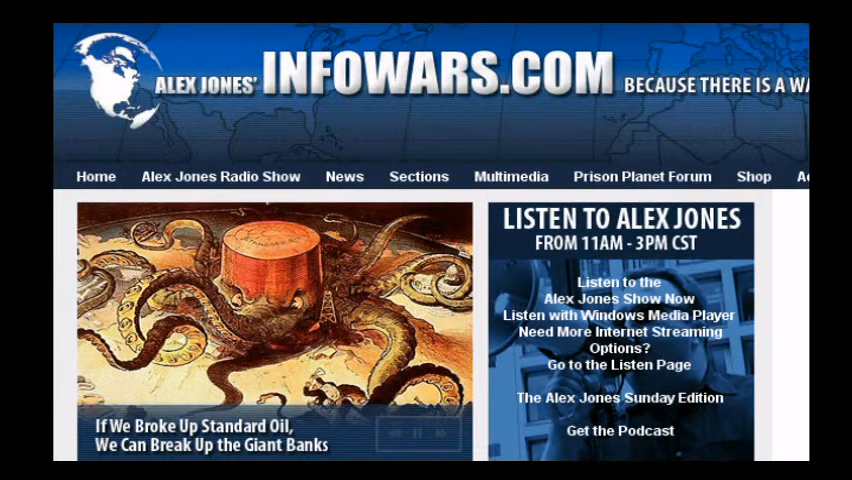 ALEX JONES' INFOWARS.COM BECAUSE THERE IS A
Home Alex Jones Radio Show News Sections Multimedia Prison Planet Forum Shop
LISTEN TO ALEX JONES
FROM 11AM - 3PM CST
Listen to the
Alex Jones Show Now
Listen with Windows Media Player
Need More Internet Streaming
Options?
Go to the Listen Page
The Alex Jones Sunday Edition
Get the Podcast
If We Broke Up Standard Oil,
We Can Break Up the Giant Banks